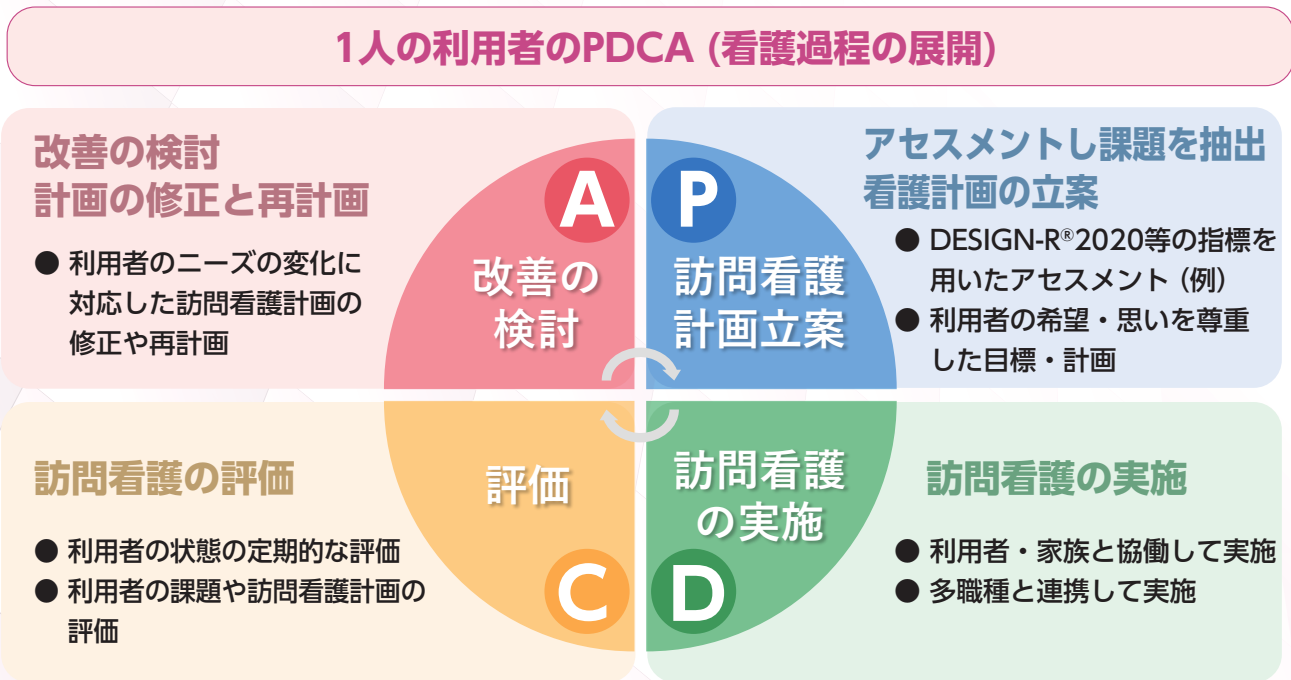 1人の利用者のPDCA (看護過程の展開)
改善の検討
計画の修正と再計画
● 利用者のニーズの変化に
対応した訪問看護計画の
修正や再計画
A
改善の
検討
P
訪問看護
計画立案
アセスメントし課題を抽出
看護計画の立案
● DESIGN-R®2020等の指標を
用いたアセスメント (例)
● 利用者の希望・思いを尊重
した目標・計画
訪問看護の評価
● 利用者の状態の定期的な評価
● 利用者の課題や訪問看護計画の
評価
評価
C
訪問看護
の実施
D
訪問看護の実施
● 利用者・家族と協働して実施
● 多職種と連携して実施